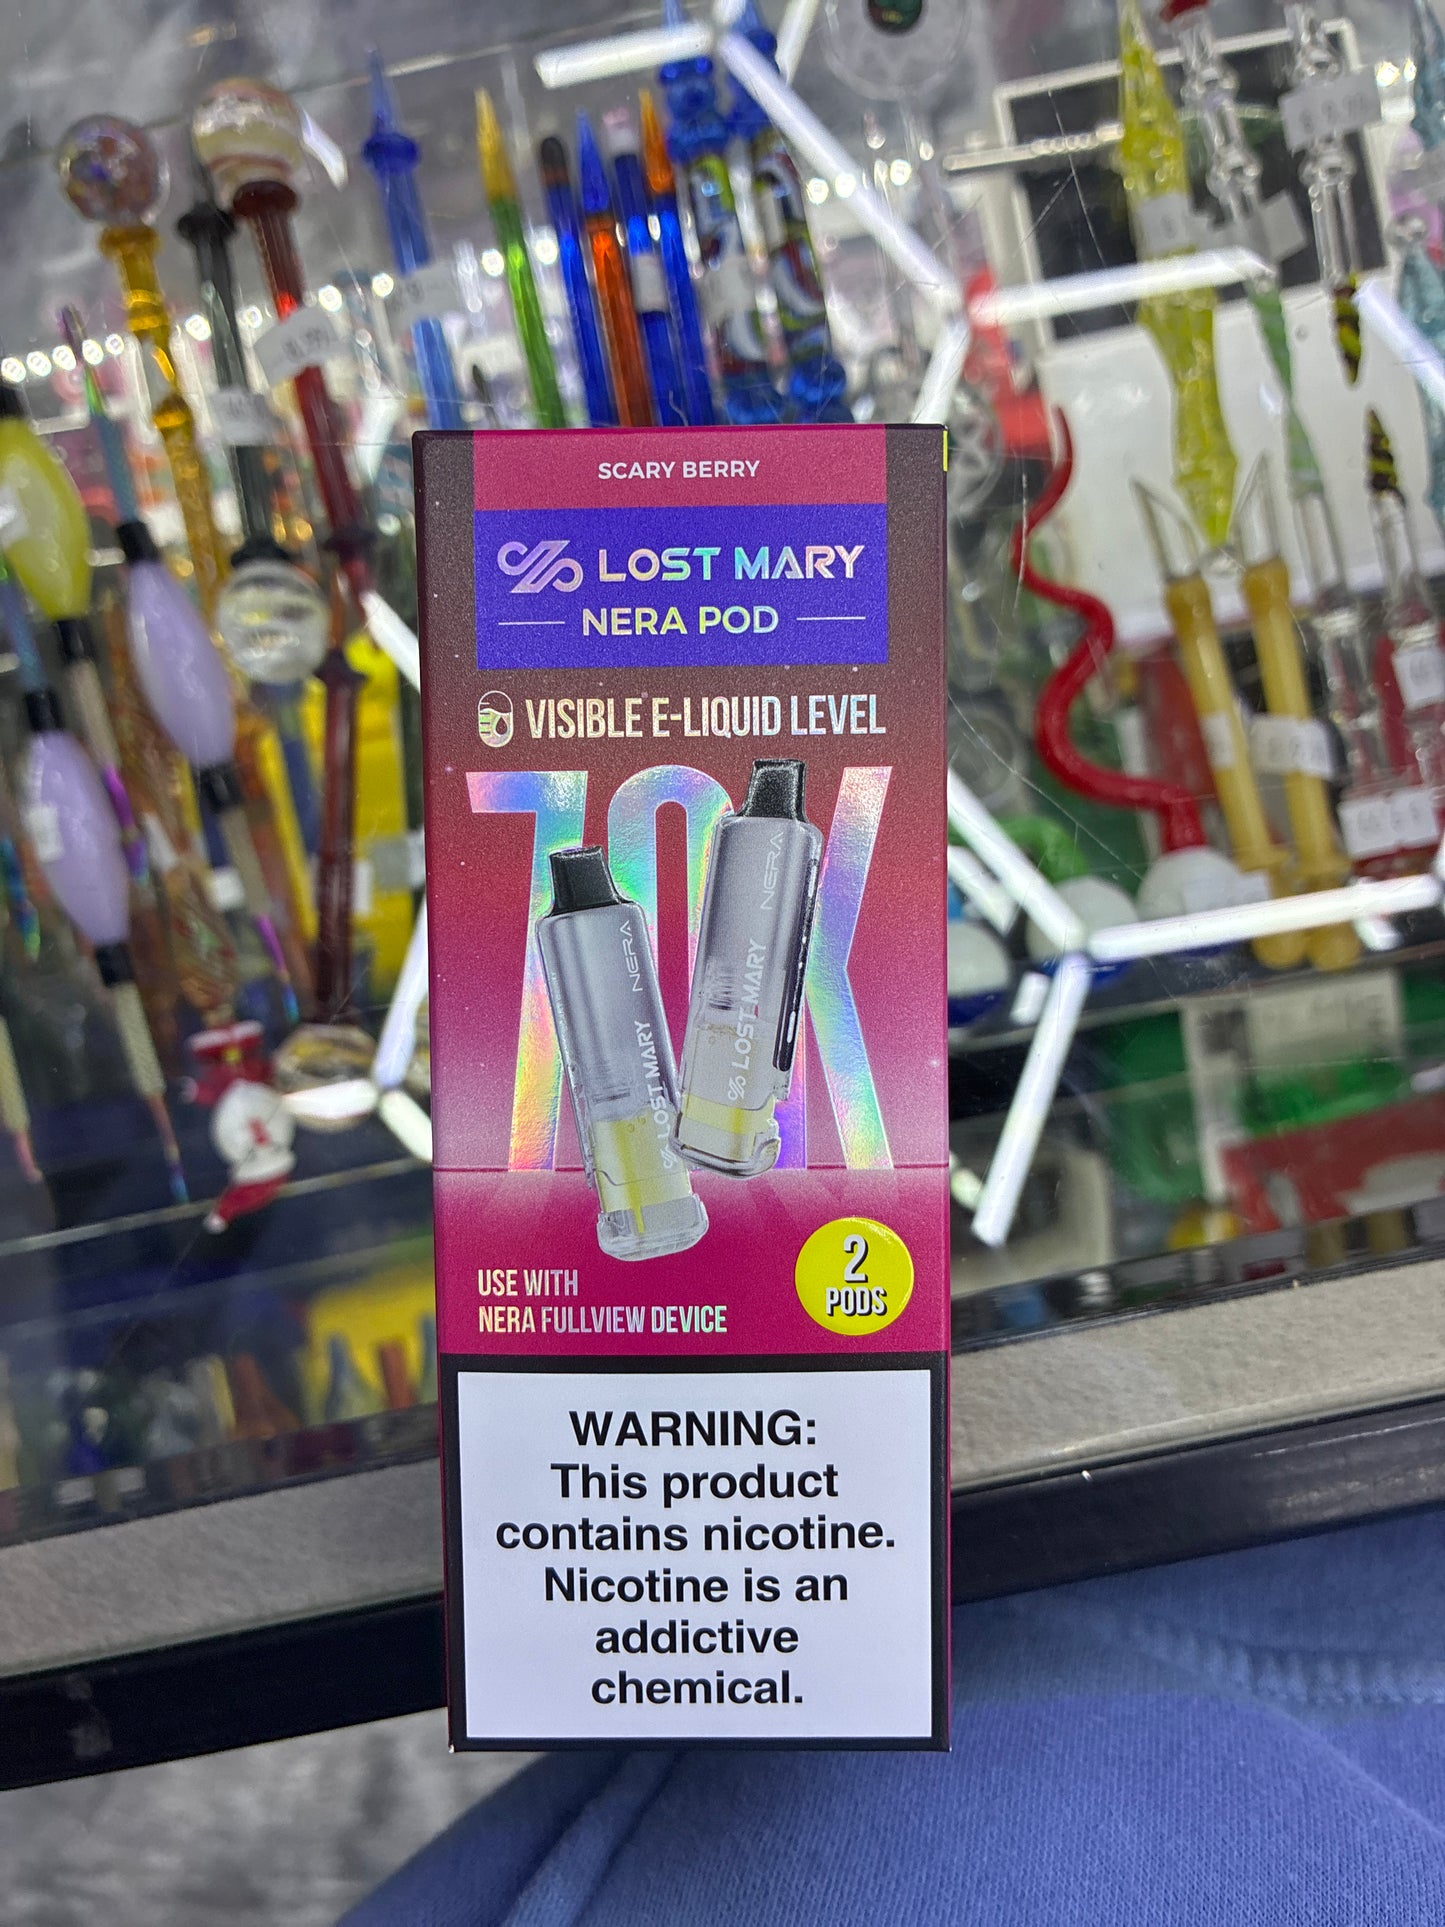 SCARY BERRY
LOST MARY
NERA POD
VISIBLE E-LIQUID LEVEL
70K
NERA
LOST MARY
NERA
LOST MARY
USE WITH
NERA FULLVIEW DEVICE
2
PODS
WARNING:
This product
contains nicotine.
Nicotine is an
addictive
chemical.